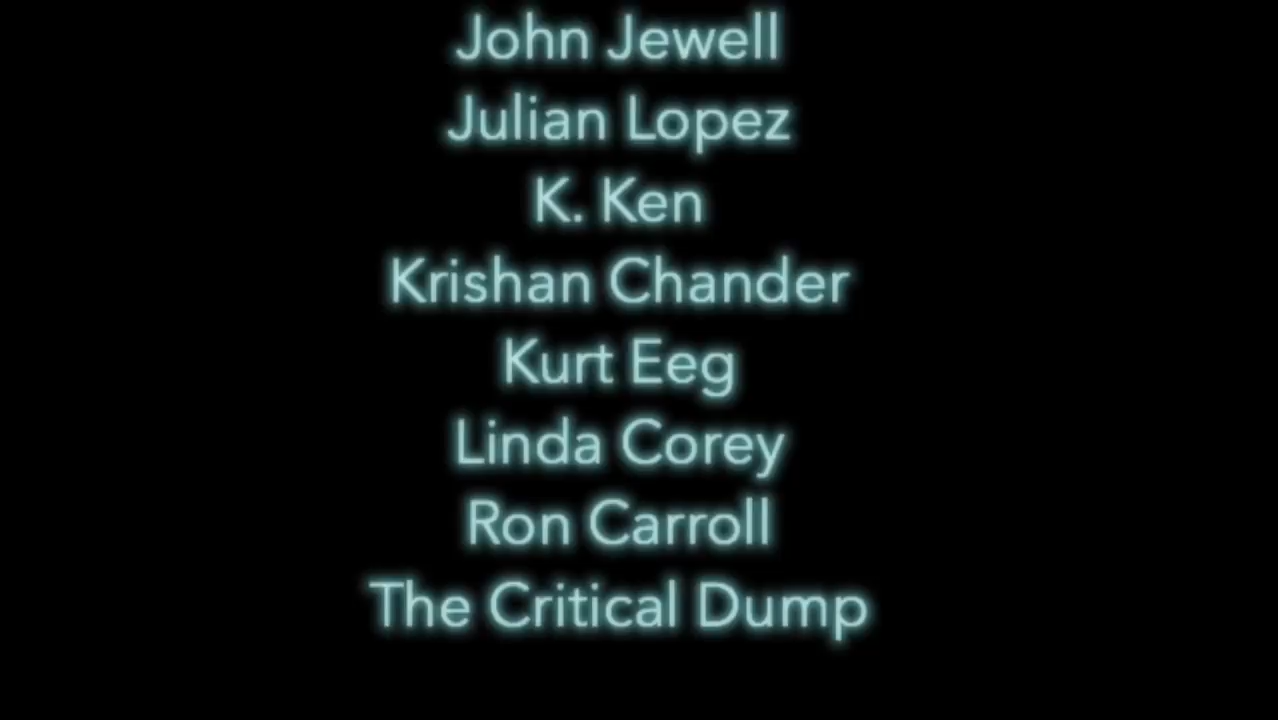 John Jewell
Julian Lopez
K. Ken
Krishan Chander
Kurt Eeg
Linda Corey
Ron Carroll
The Critical Dump